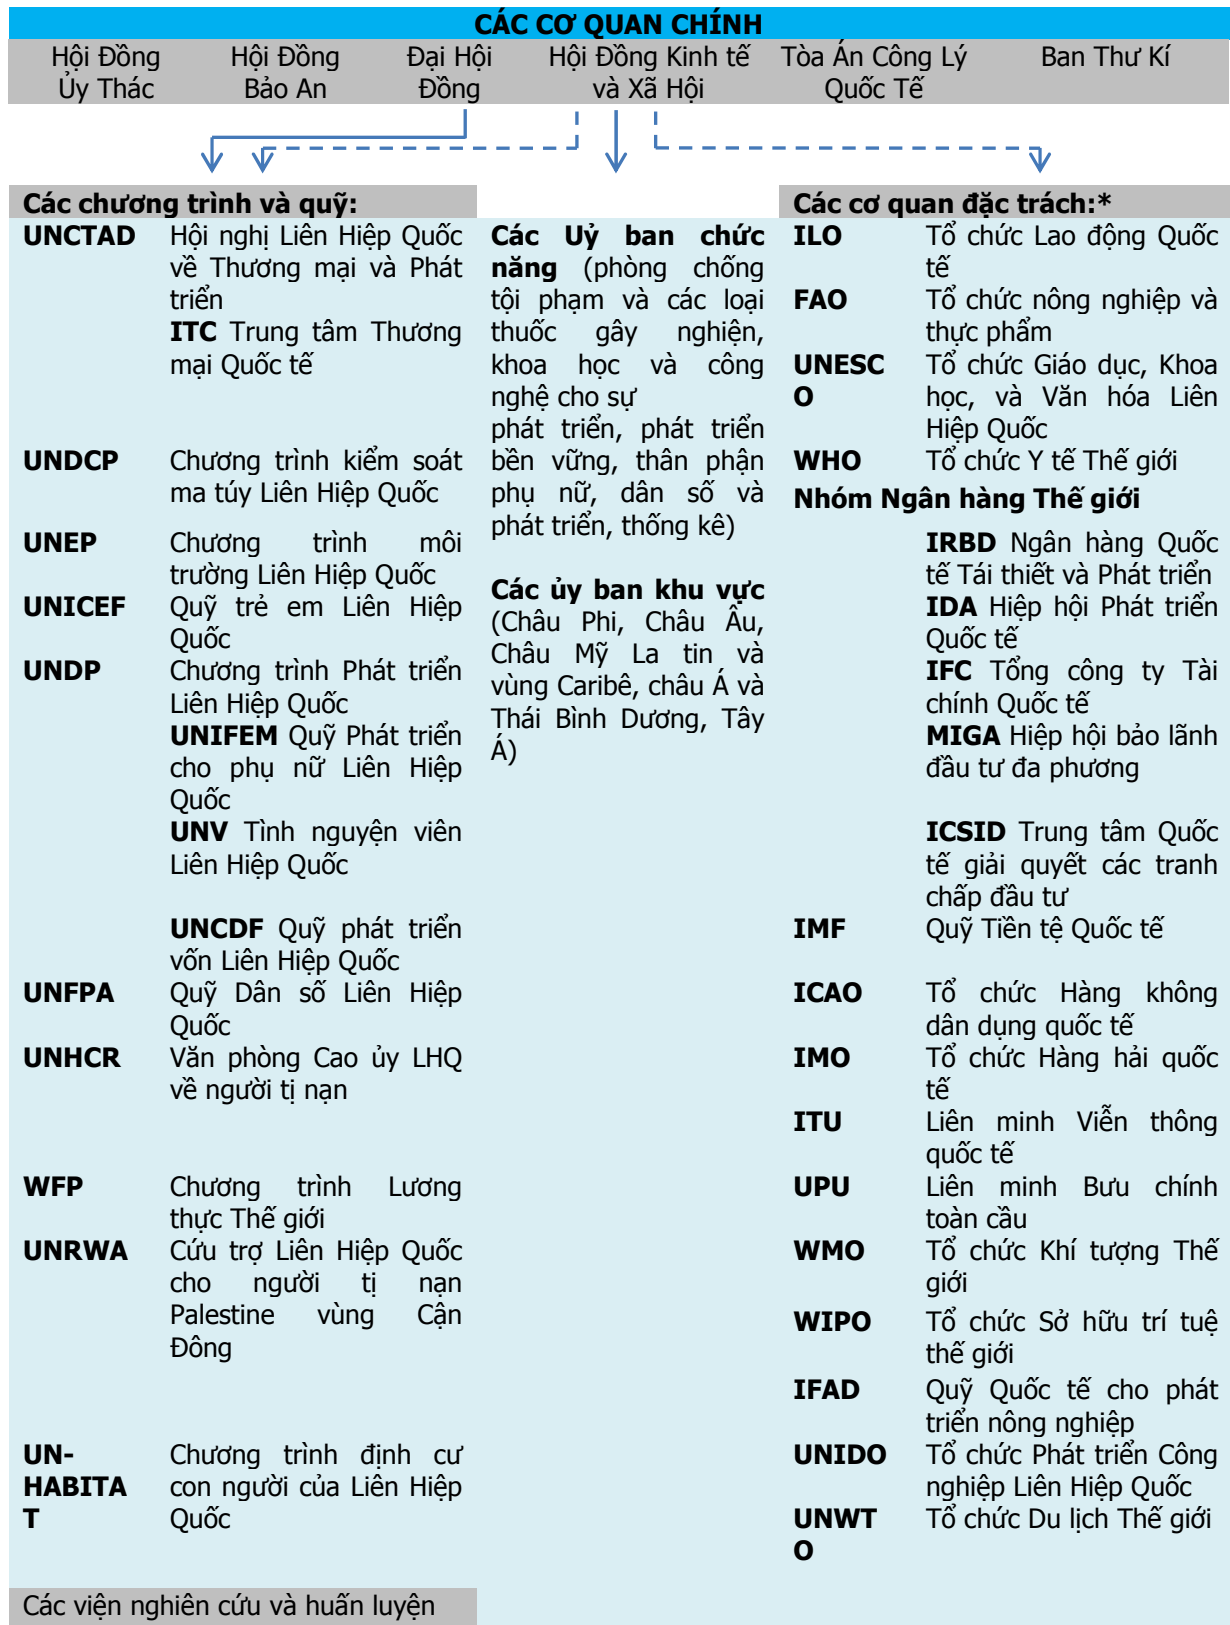 CÁC CƠ QUAN CHÍNH
Hội Đồng
Ủy Thác
Hội Đồng
Bảo An
Đại Hội
Đồng
Hội Đồng Kinh tế
và Xã Hội
Tòa Án Công Lý
Quốc Tế
Ban Thư Kí
Các chương trình và quỹ:
UNCTAD Hội nghị Liên Hiệp Quốc
về Thương mại và Phát
triển
ITC Trung tâm Thương
mại Quốc tế
UNDCP Chương trình kiểm soát
ma túy Liên Hiệp Quốc
UNEP Chương trình môi
trường Liên Hiệp Quốc
UNICEF Quỹ trẻ em Liên Hiệp
Quốc
UNDP Chương trình Phát triển
Liên Hiệp Quốc
UNIFEM Quỹ Phát triển
cho phụ nữ Liên Hiệp
Quốc
UNV Tình nguyện viên
Liên Hiệp Quốc
UNCDF Quỹ phát triển
vốn Liên Hiệp Quốc
UNFPA Quỹ Dân số Liên Hiệp
Quốc
UNHCR Văn phòng Cao ủy LHQ
về người tị nạn
WFP Chương trình Lương
thực Thế giới
UNRWA Cứu trợ Liên Hiệp Quốc
cho người tị nạn
Palestine vùng Cận
Đông
UN- Chương trình định cư
HABITA con người của Liên Hiệp
T Quốc
Các viện nghiên cứu và huấn luyện
Các Uỷ ban chức
năng (phòng chống
tội phạm và các loại
thuốc gây nghiện,
khoa học và công
nghệ cho sự
phát triển, phát triển
bền vững, thân phận
phụ nữ, dân số và
phát triển, thống kê)
Các ủy ban khu vực
(Châu Phi, Châu Âu,
Châu Mỹ La tin và
vùng Caribê, châu Á và
Thái Bình Dương, Tây
Á)
Các cơ quan đặc trách:*
ILO Tổ chức Lao động Quốc
tế
FAO Tổ chức nông nghiệp và
thực phẩm
UNESC Tổ chức Giáo dục, Khoa
O học, và Văn hóa Liên
Hiệp Quốc
WHO Tổ chức Y tế Thế giới
Nhóm Ngân hàng Thế giới
IRBD Ngân hàng Quốc
tế Tái thiết và Phát triển
IDA Hiệp hội Phát triển
Quốc tế
IFC Tổng công ty Tài
chính Quốc tế
MIGA Hiệp hội bảo lãnh
đầu tư đa phương
ICSID Trung tâm Quốc
tế giải quyết các tranh
chấp đầu tư
IMF Quỹ Tiền tệ Quốc tế
ICAO Tổ chức Hàng không
dân dụng quốc tế
IMO Tổ chức Hàng hải quốc
tế
ITU Liên minh Viễn thông
quốc tế
UPU Liên minh Bưu chính
toàn cầu
WMO Tổ chức Khí tượng Thế
giới
WIPO Tổ chức Sở hữu trí tuệ
thế giới
IFAD Quỹ Quốc tế cho phát
triển nông nghiệp
UNIDO Tổ chức Phát triển Công
nghiệp Liên Hiệp Quốc
UNWT Tổ chức Du lịch Thế giới
O